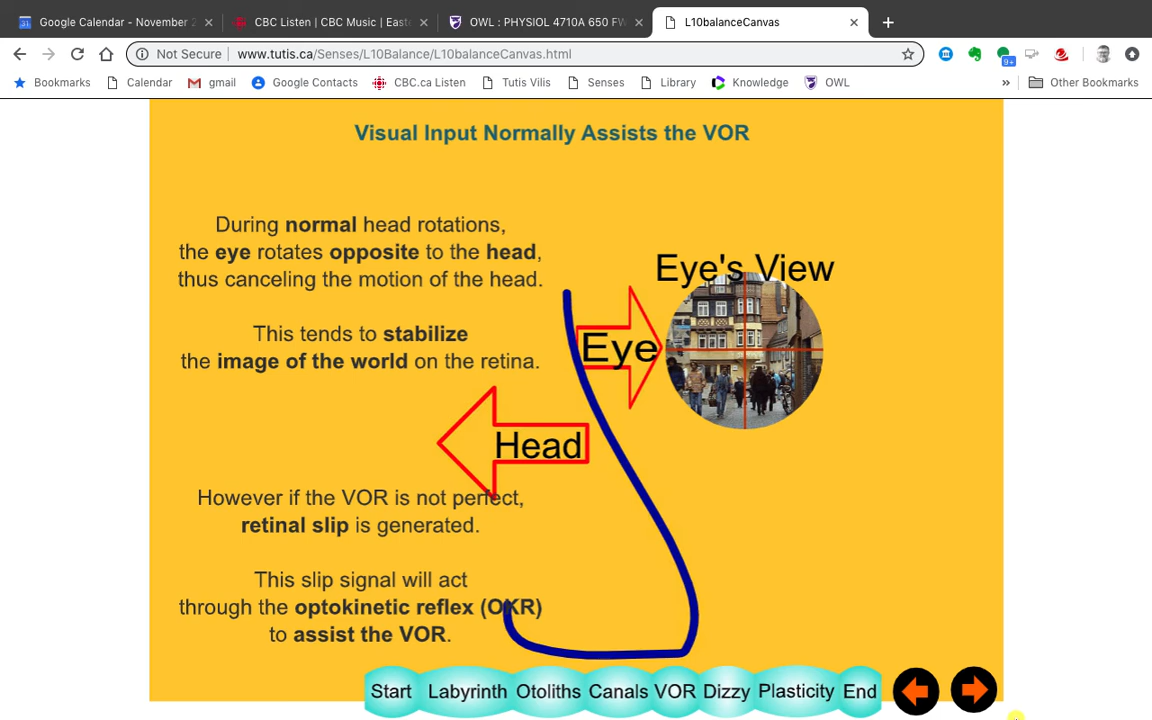 Google Calendar - November 2
CBC Listen | CBC Music | Easte
OWL : PHYSIOL 4710A 650 FW
L10balanceCanvas
Not Secure | www.tutis.ca/Senses/L10Balance/L10balanceCanvas.html
9+
Bookmarks Calendar gmail Google Contacts CBC.ca Listen Tutis Vilis Senses Library Knowledge OWL » Other Bookmarks
Visual Input Normally Assists the VOR
During normal head rotations,
the eye rotates opposite to the head,
thus canceling the motion of the head.
Eye's View
This tends to stabilize
the image of the world on the retina.
Eye
Head
However if the VOR is not perfect,
retinal slip is generated.
This slip signal will act
through the optokinetic reflex (OKR)
to assist the VOR.
Start Labyrinth Otoliths Canals VOR Dizzy Plasticity End